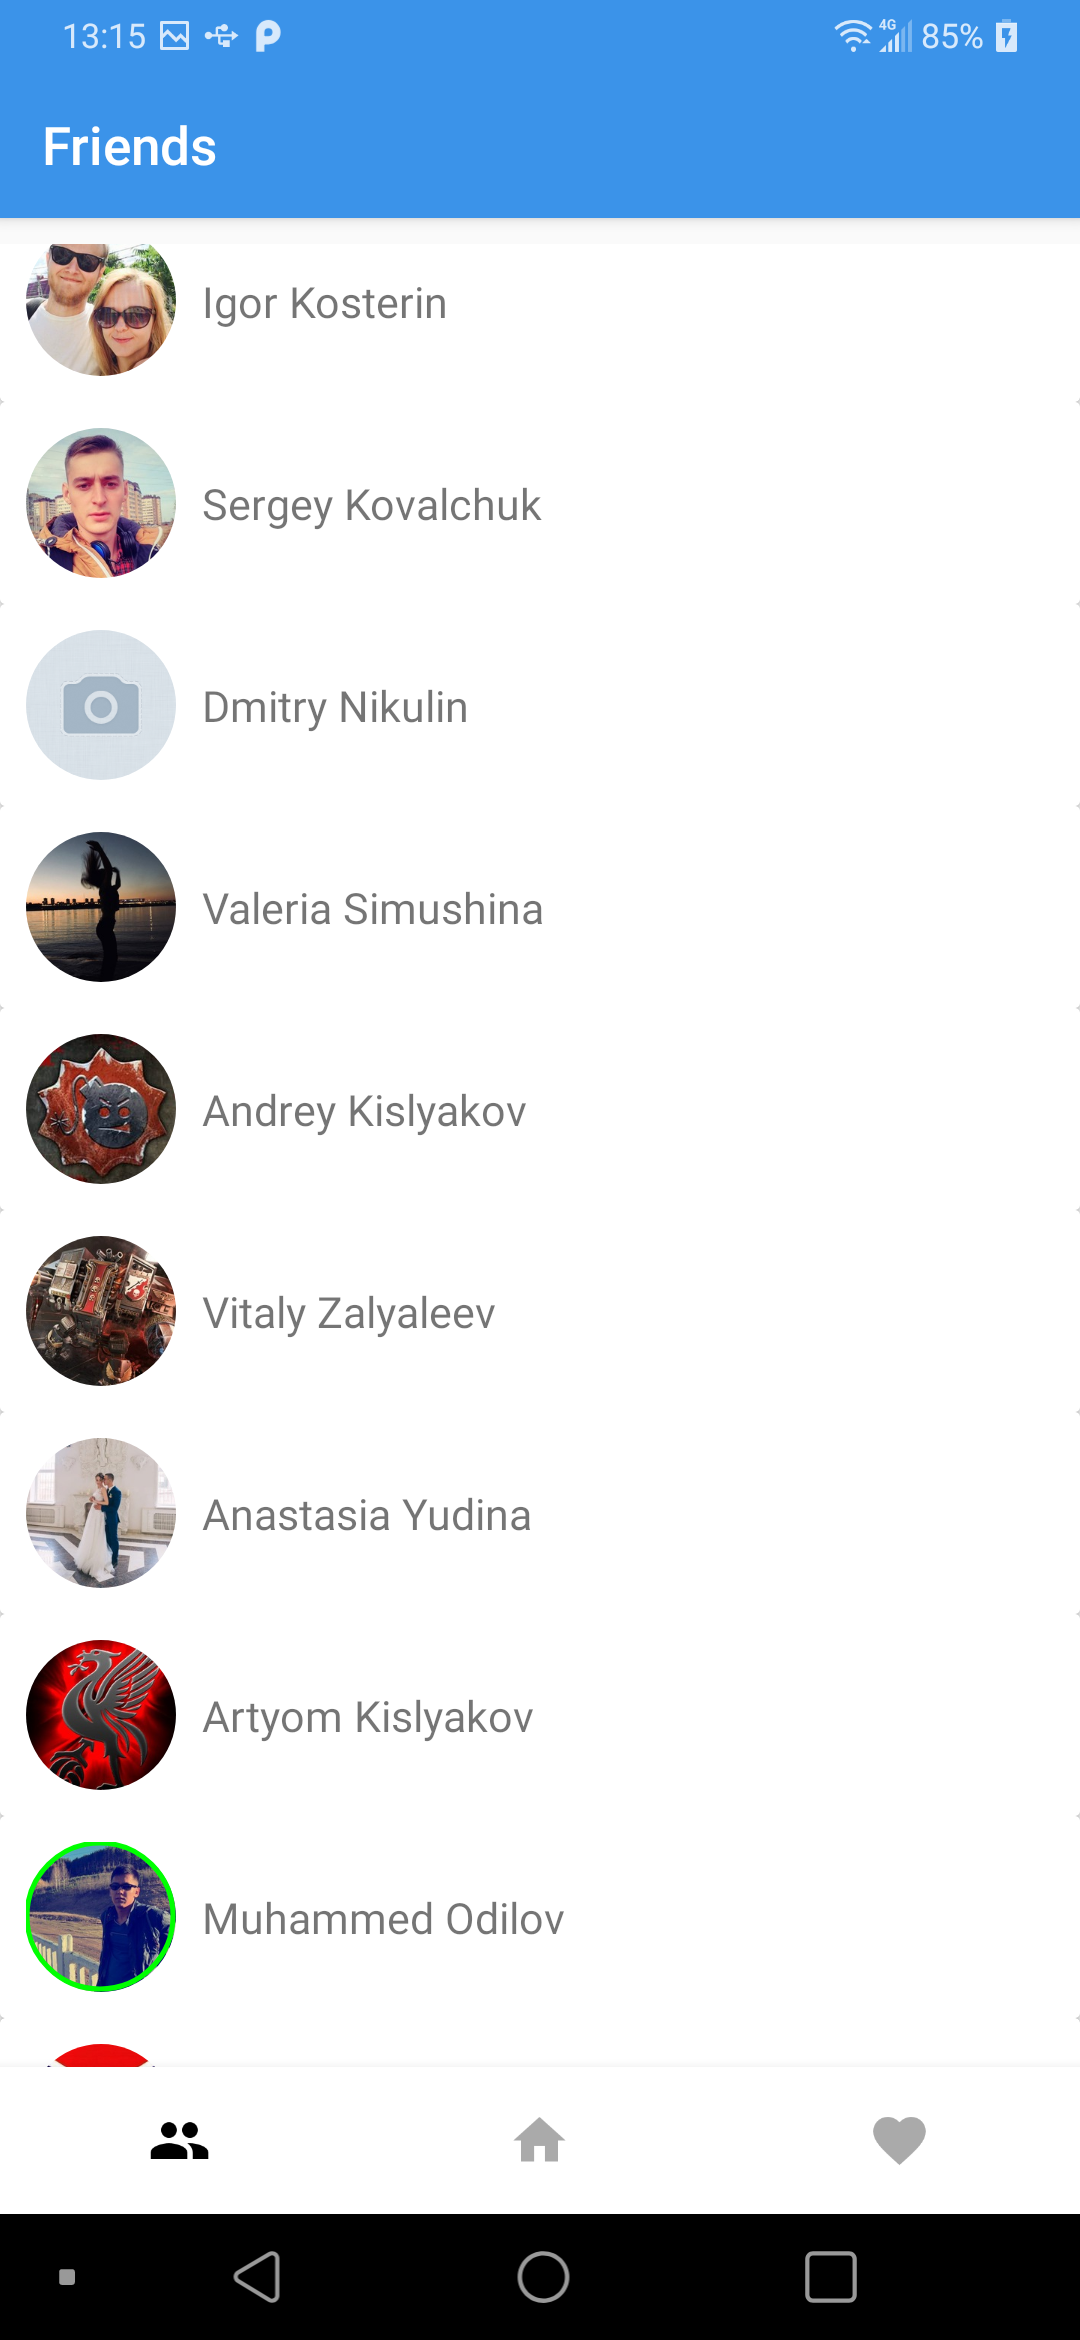 13:15 4G 85%
Friends
Igor Kosterin
Sergey Kovalchuk
Dmitry Nikulin
Valeria Simushina
Andrey Kislyakov
Vitaly Zalyaleev
Anastasia Yudina
Artyom Kislyakov
Muhammed Odilov